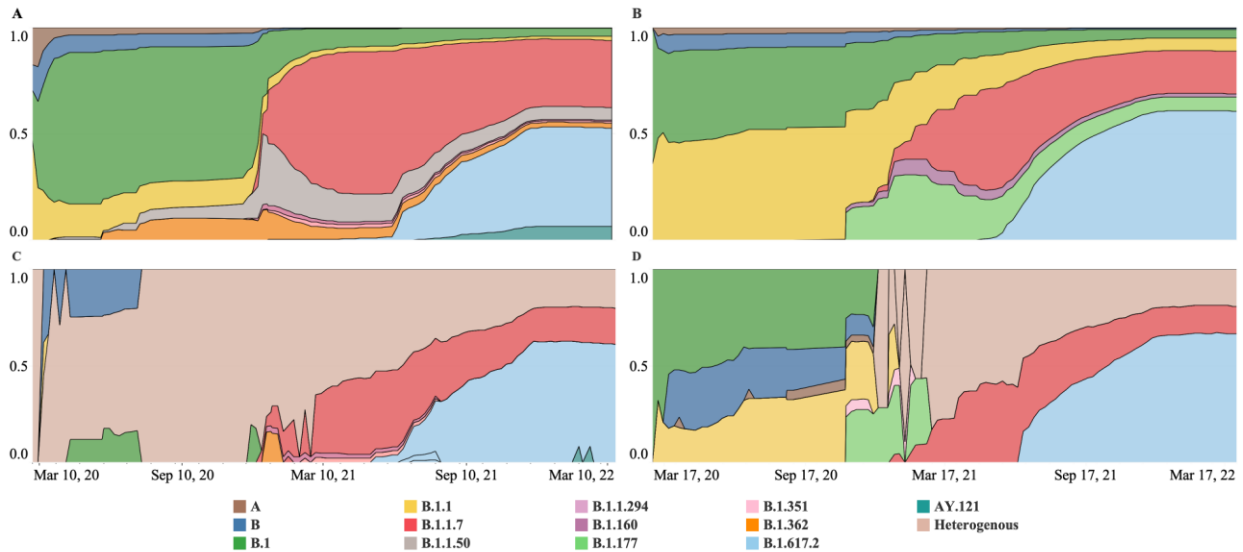 A B
1.0 1.0
0.5 0.5
0.0 0.0
C D
1.0 1.0
0.5 0.5
0.0 0.0
Mar 10, 20 Sep 10, 20 Mar 10, 21 Sep 10, 21 Mar 10, 22 Mar 17, 20 Sep 17, 20 Mar 17, 21 Sep 17, 21 Mar 17, 22
A B.1.1 B.1.1.294 B.1.351 AY.121
B B.1.1.7 B.1.160 B.1.362 Heterogenous
B.1 B.1.1.50 B.1.177 B.1.617.2